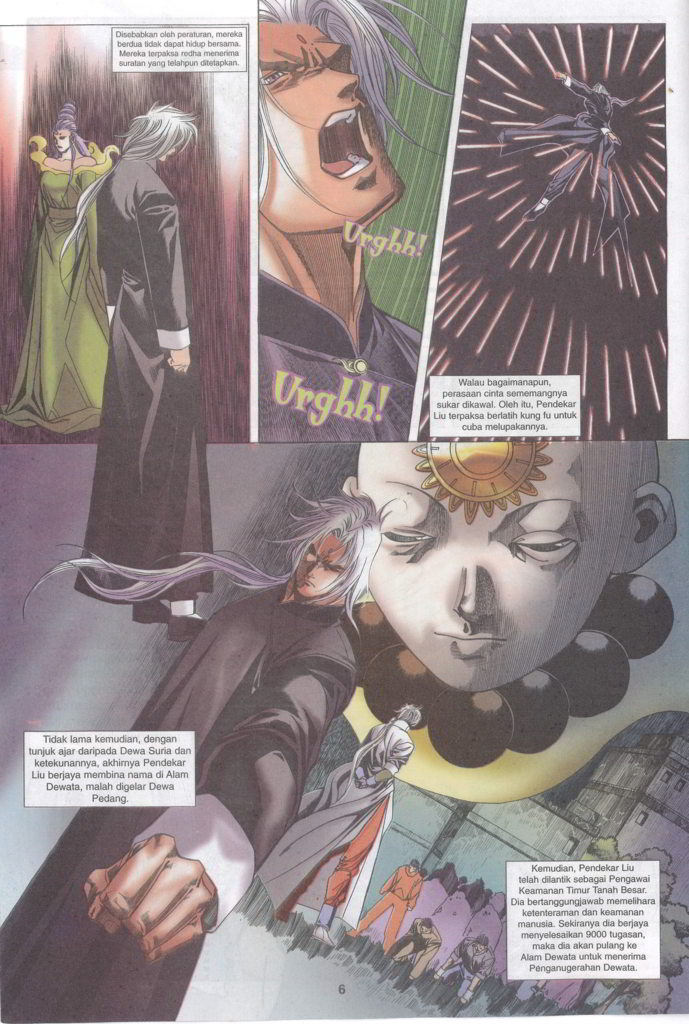 Disebabkan oleh peraturan, mereka
berdua tidak dapat hidup bersama.
Mereka terpaksa redha menerima
suratan yang telahpun ditetapkan.
Urghh!
Urghh!
Walau bagaimanapun,
perasaan cinta sememangnya
sukar dikawal. Oleh itu, Pendekar
Liu terpaksa berlatih kung fu untuk
cuba melupakannya.
Tidak lama kemudian, dengan
tunjuk ajar daripada Dewa Suria dan
ketekunannya, akhirnya Pendekar
Liu berjaya membina nama di Alam
Dewata, malah digelar Dewa
Pedang.
Kemudian, Pendekar Liu
telah dilantik sebagai Pengawai
Keamanan Timur Tanah Besar.
Dia bertanggungjawab memelihara
ketenteraman dan keamanan
manusia. Sekiranya dia berjaya
menyelesaikan 9000 tugasan,
maka dia akan pulang ke
Alam Dewata untuk menerima
Penganugerahan Dewata.
6